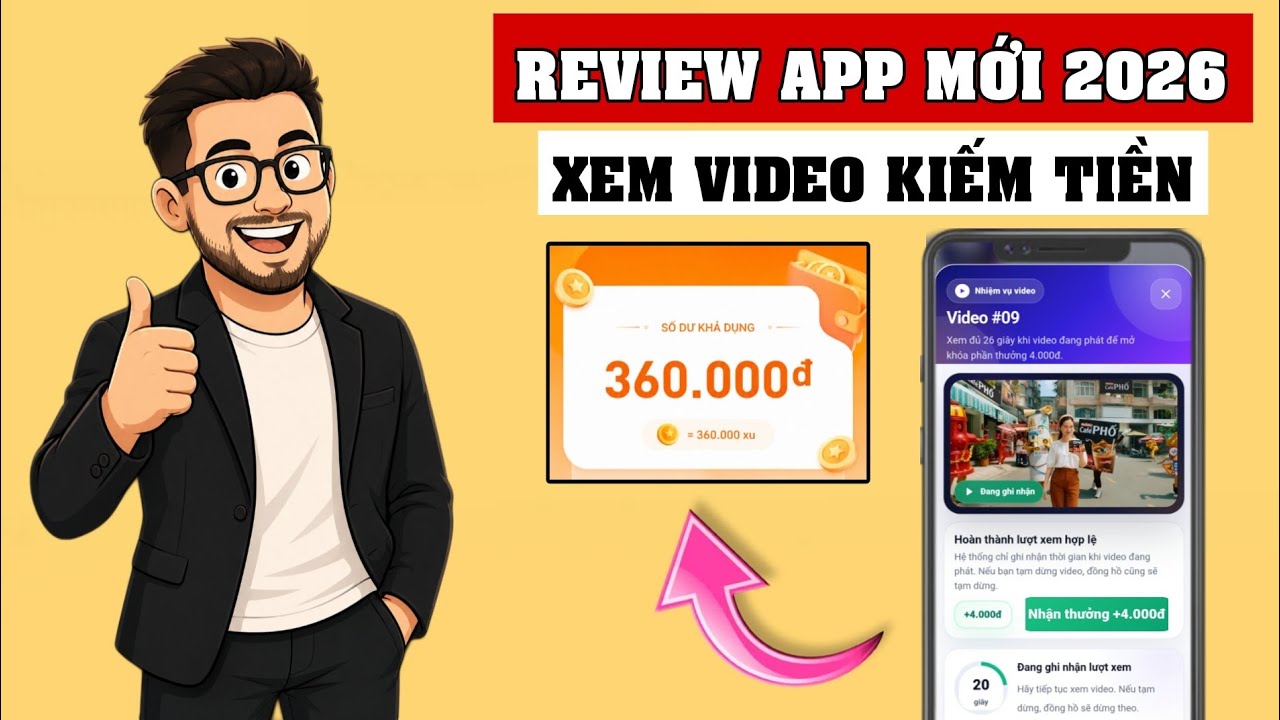 REVIEW APP MỚI 2026
XEM VIDEO KIẾM TIỀN
SỐ DƯ KHẢ DỤNG
360.000đ
= 360.000 xu
Nhiệm vụ video
Video #09
Xem đủ 26 giây khi video đang phát để mở
khóa phần thưởng 4.000đ.
PHỐ
Café PHỐ
Đang ghi nhận
Hoàn thành lượt xem hợp lệ
Hệ thống chỉ ghi nhận thời gian khi video đang
phát. Nếu bạn tạm dừng video, đồng hồ cũng sẽ
tạm dừng.
+4.000đ
Nhận thưởng +4.000đ
Đang ghi nhận lượt xem
20
giây
Hãy tiếp tục xem video. Nếu tạm
dừng, đồng hồ sẽ dừng theo.